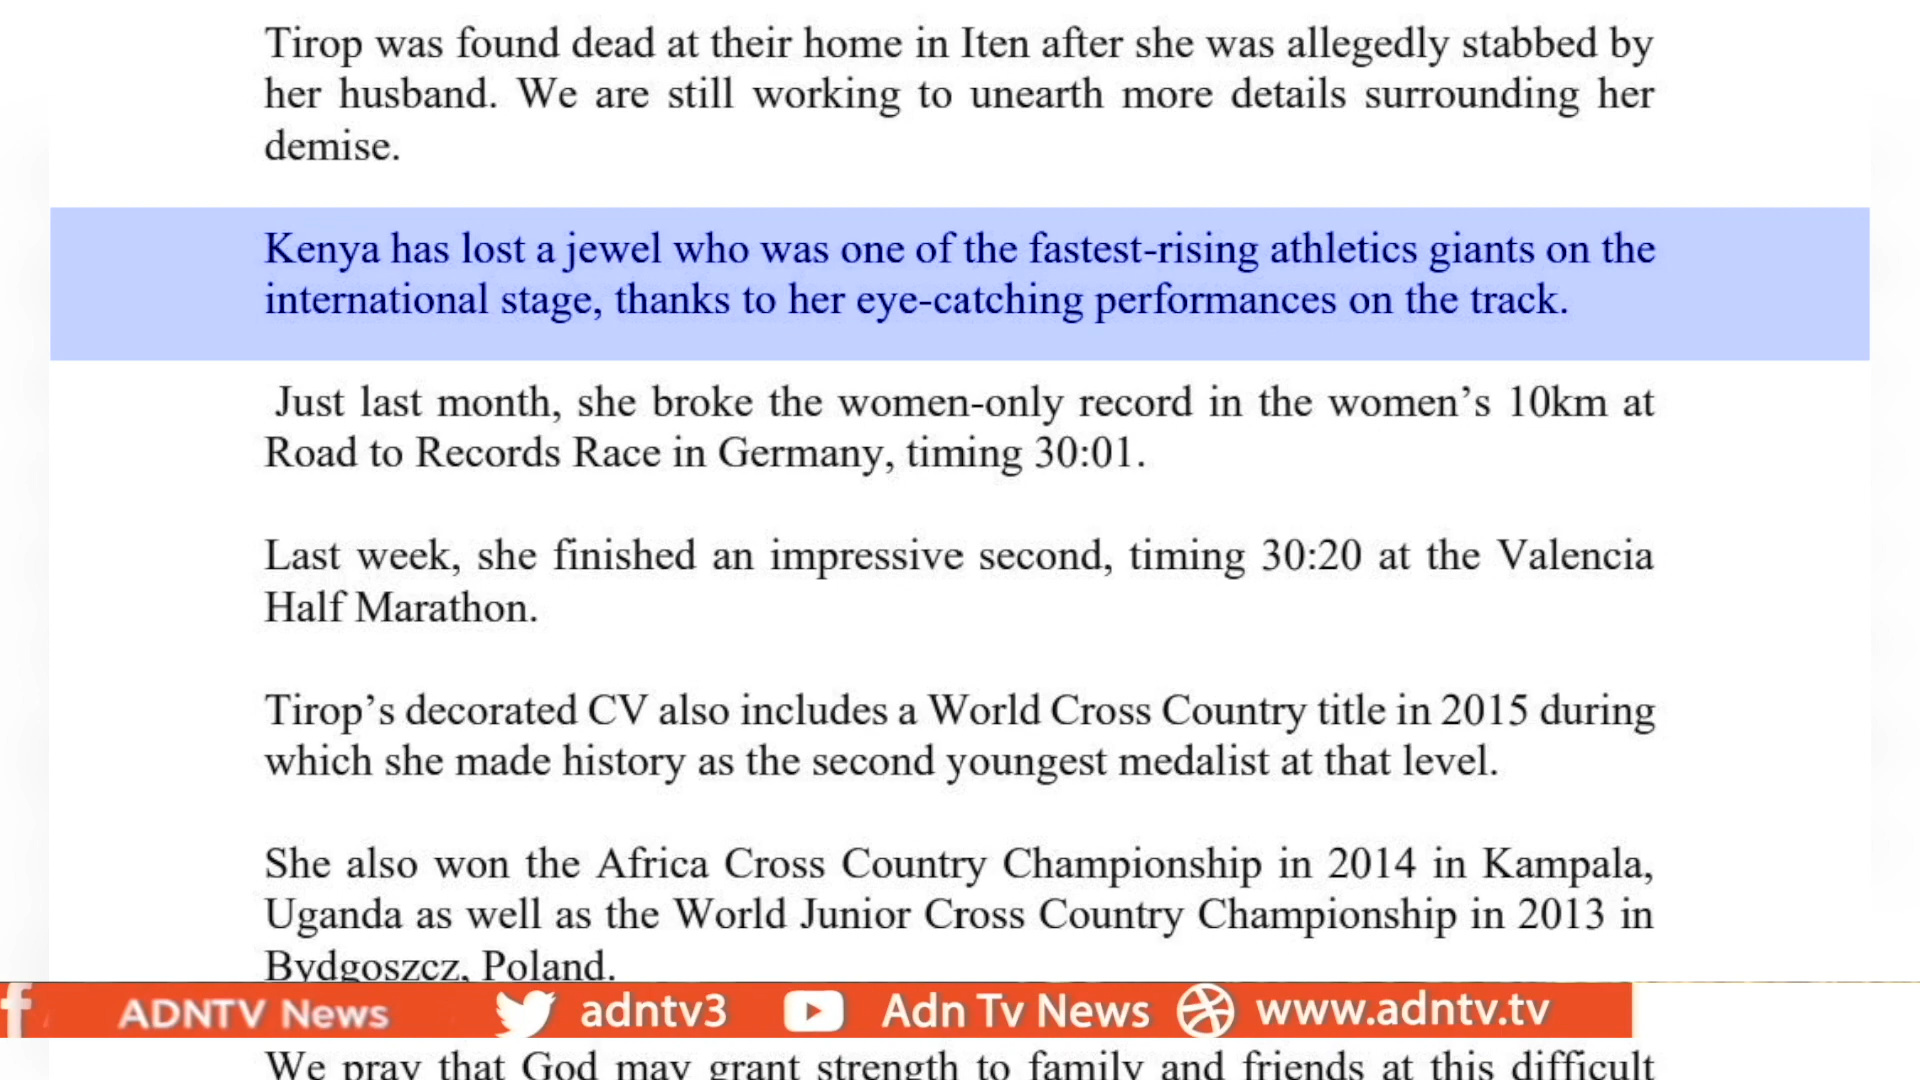 Tirop was found dead at their home in Iten after she was allegedly stabbed by
her husband. We are still working to unearth more details surrounding her
demise.
Kenya has lost a jewel who was one of the fastest-rising athletics giants on the
international stage, thanks to her eye-catching performances on the track.
Just last month, she broke the women-only record in the women’s 10km at
Road to Records Race in Germany, timing 30:01.
Last week, she finished an impressive second, timing 30:20 at the Valencia
Half Marathon.
Tirop’s decorated CV also includes a World Cross Country title in 2015 during
which she made history as the second youngest medalist at that level.
She also won the Africa Cross Country Championship in 2014 in Kampala,
Uganda as well as the World Junior Cross Country Championship in 2013 in
Bydgoszcz, Poland.
ADNTV News adntv3 Adn Tv News www.adntv.tv
We pray that God may grant strength to family and friends at this difficult